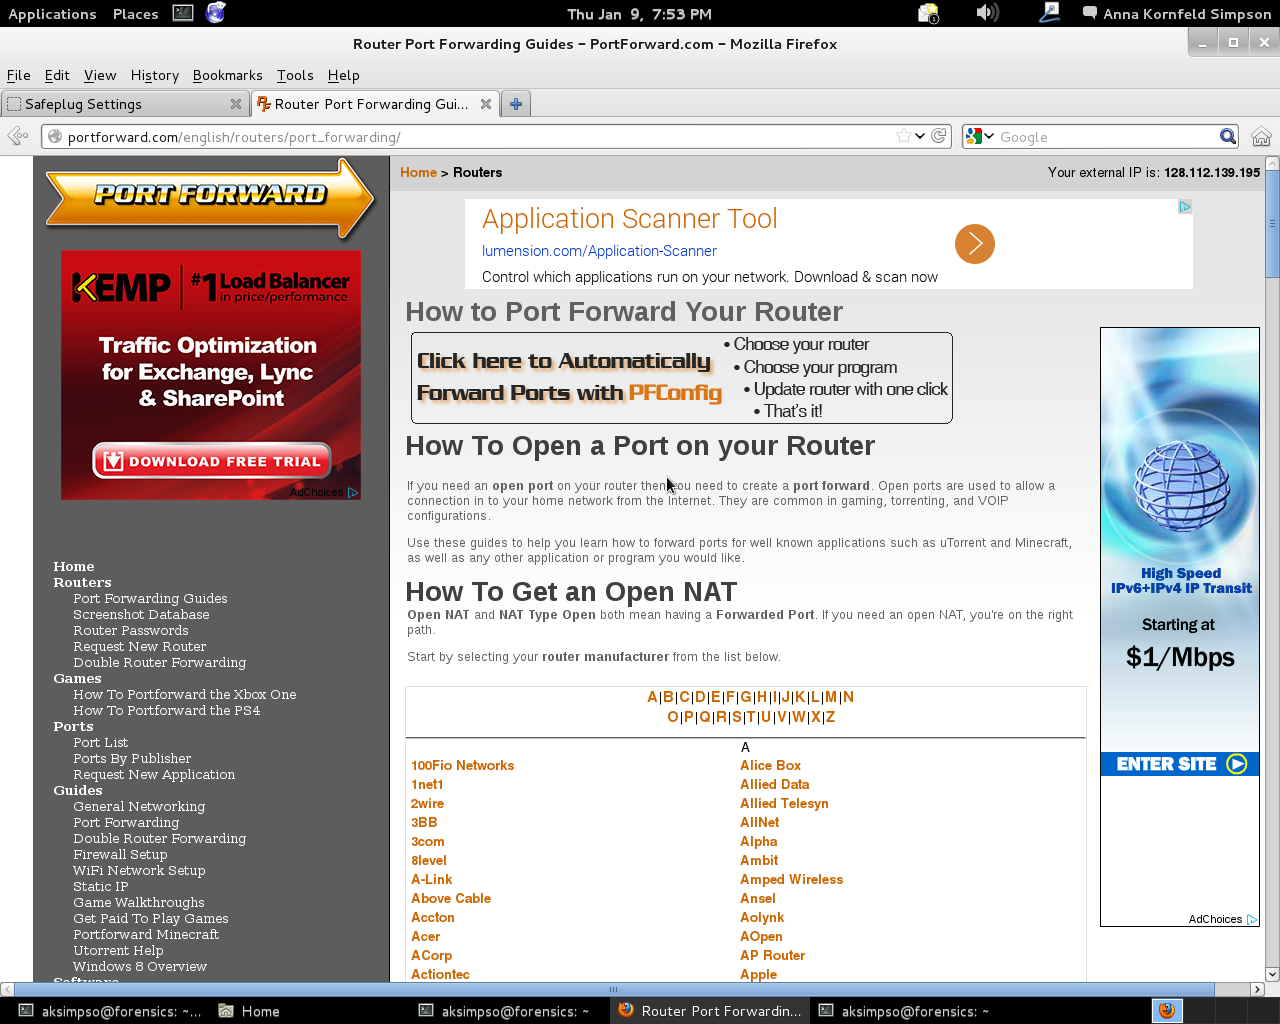 Applications Places Thu Jan 9, 7:53 PM Anna Kornfeld Simpson
Router Port Forwarding Guides – PortForward.com – Mozilla Firefox
File Edit View History Bookmarks Tools Help
Safeplug Settings Router Port Forwarding Gui...
portforward.com/english/routers/port_forwarding/ Google
PORT FORWARD
KEMP #1 Load Balancer
in price/performance
Traffic Optimization
for Exchange, Lync
& SharePoint
DOWNLOAD FREE TRIAL
AdChoices
Home
Routers
Port Forwarding Guides
Screenshot Database
Router Passwords
Request New Router
Double Router Forwarding
Games
How To Portforward the Xbox One
How To Portforward the PS4
Ports
Port List
Ports By Publisher
Request New Application
Guides
General Networking
Port Forwarding
Double Router Forwarding
Firewall Setup
WiFi Network Setup
Static IP
Game Walkthroughs
Get Paid To Play Games
Portforward Minecraft
Utorrent Help
Windows 8 Overview
Home > Routers Your external IP is: 128.112.139.195
Application Scanner Tool
lumension.com/Application-Scanner
Control which applications run on your network. Download & scan now
How to Port Forward Your Router
Click here to Automatically
Forward Ports with PFConfig
• Choose your router
• Choose your program
• Update router with one click
• That's it!
How To Open a Port on your Router
If you need an open port on your router then you need to create a port forward. Open ports are used to allow a
connection in to your home network from the Internet. They are common in gaming, torrenting, and VOIP
configurations.
Use these guides to help you learn how to forward ports for well known applications such as uTorrent and Minecraft,
as well as any other application or program you would like.
How To Get an Open NAT
Open NAT and NAT Type Open both mean having a Forwarded Port. If you need an open NAT, you're on the right
path.
Start by selecting your router manufacturer from the list below.
A|B|C|D|E|F|G|H|I|J|K|L|M|N
O|P|Q|R|S|T|U|V|W|X|Z
A
100Fio Networks Alice Box
1net1 Allied Data
2wire Allied Telesyn
3BB AllNet
3com Alpha
8level Ambit
A-Link Amped Wireless
Above Cable Ansel
Accton Aolynk
Acer AOpen
ACorp AP Router
Actiontec Apple
High Speed
IPv6+IPv4 IP Transit
Starting at
$1/Mbps
ENTER SITE
AdChoices
aksimpso@forensics: ~... Home aksimpso@forensics: ~ Router Port Forwardin... aksimpso@forensics: ~